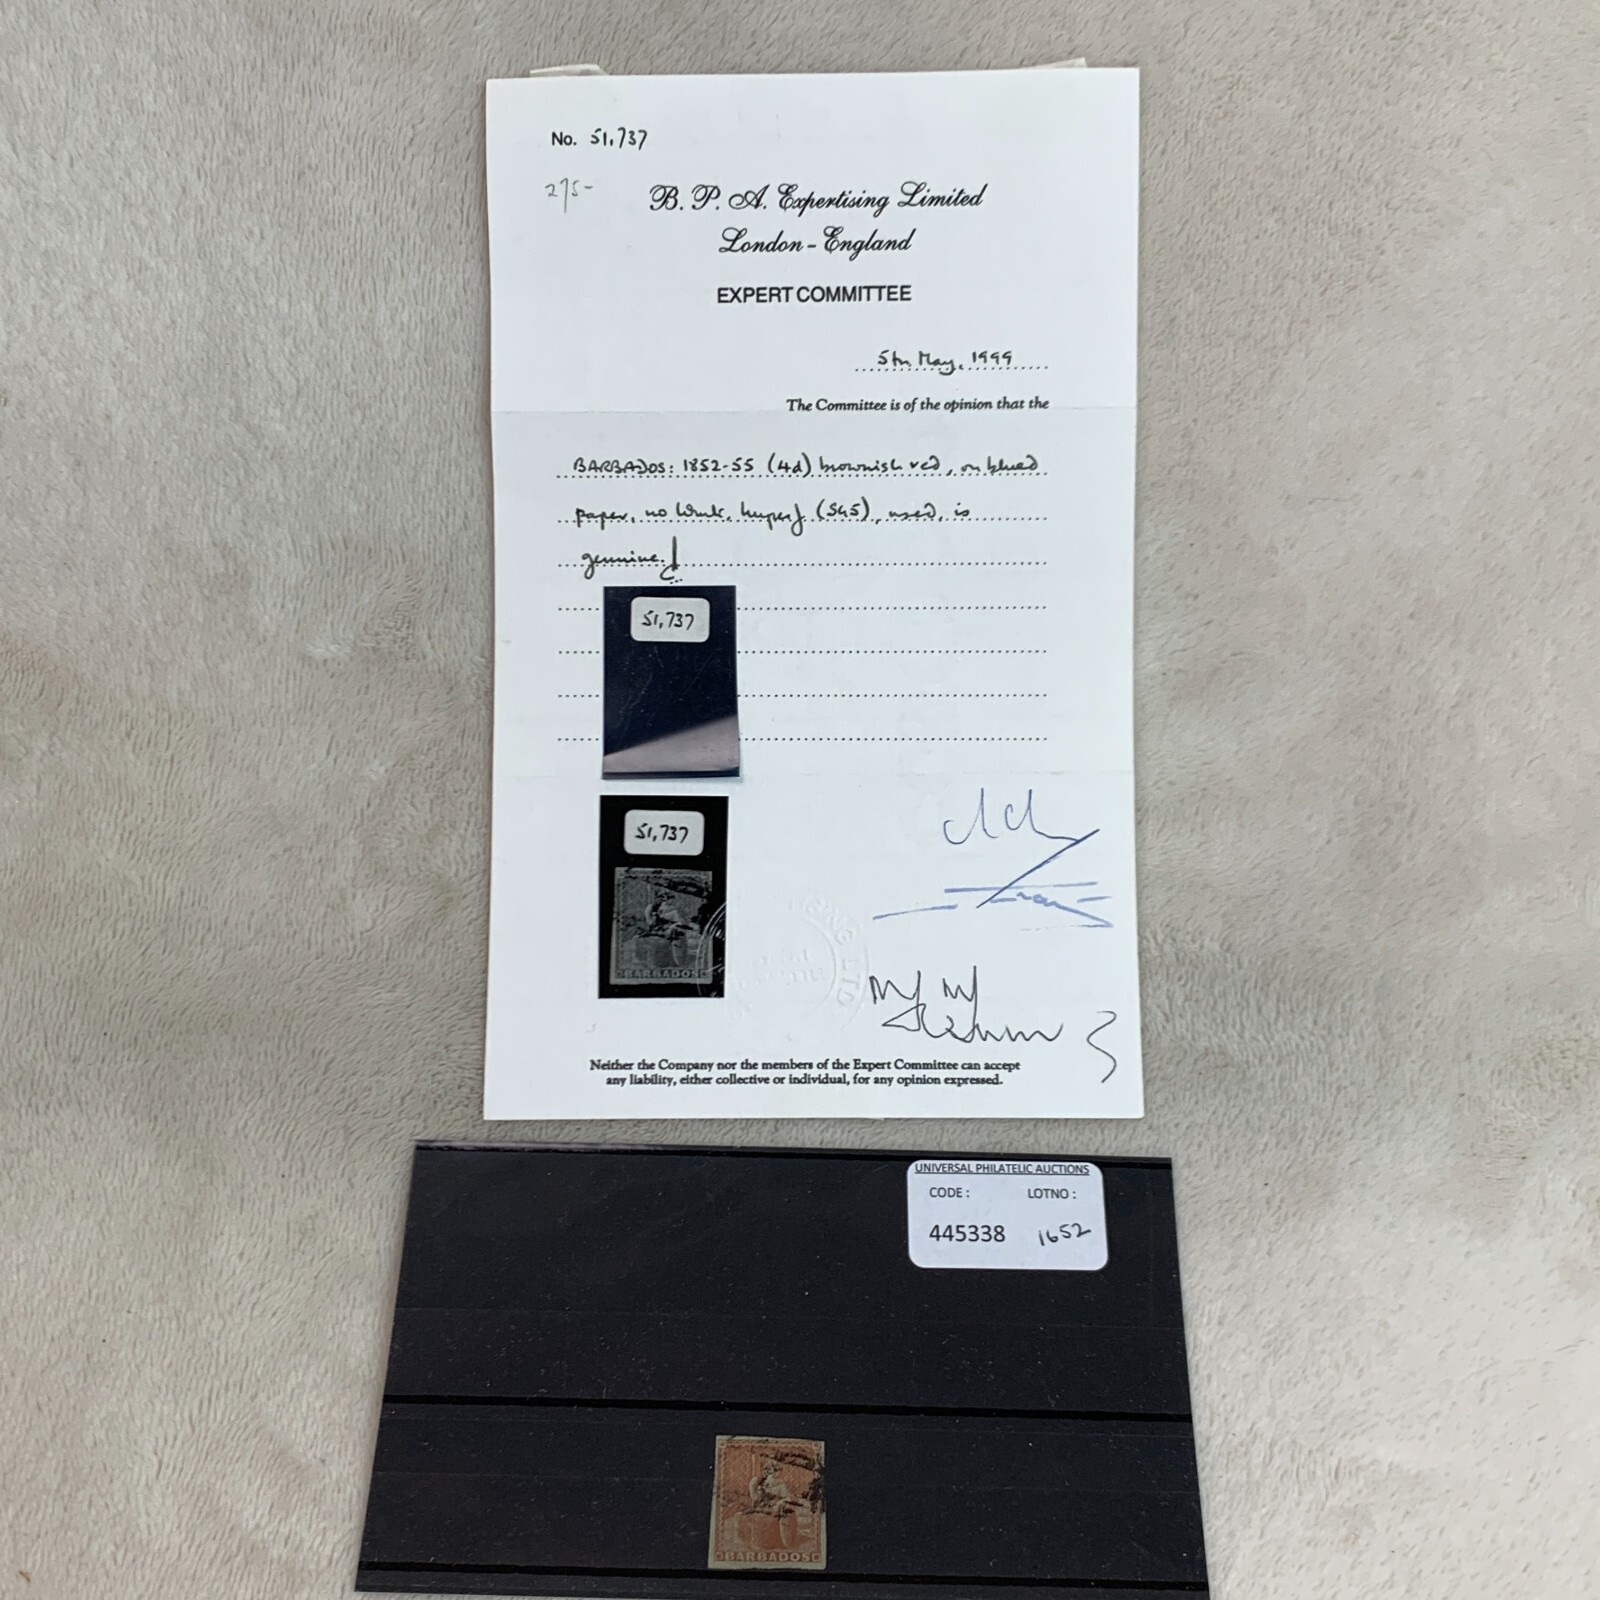 No. 51,737
275-
B. P. A. Expertising Limited
London - England
EXPERT COMMITTEE
5th May, 1999
The Committee is of the opinion that the
BARBADOS: 1852-55 (4d) brownish red, on blued
paper, no wmk, imperf (SG5), used, is
genuine.
51,737
51,737
BARBADOS
Neither the Company nor the members of the Expert Committee can accept
any liability, either collective or individual, for any opinion expressed.
UNIVERSAL PHILATELIC AUCTIONS
CODE : LOTNO :
445338 1652
BARBADOS